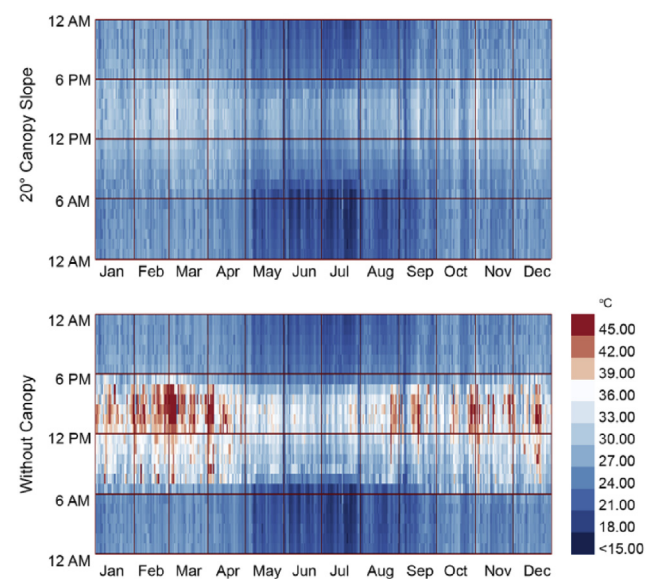 12 AM
6 PM
12 PM
6 AM
12 AM
20° Canopy Slope
Jan Feb Mar Apr May Jun Jul Aug Sep Oct Nov Dec
12 AM
6 PM
12 PM
6 AM
12 AM
Without Canopy
Jan Feb Mar Apr May Jun Jul Aug Sep Oct Nov Dec
°C
45.00
42.00
39.00
36.00
33.00
30.00
27.00
24.00
21.00
18.00
<15.00